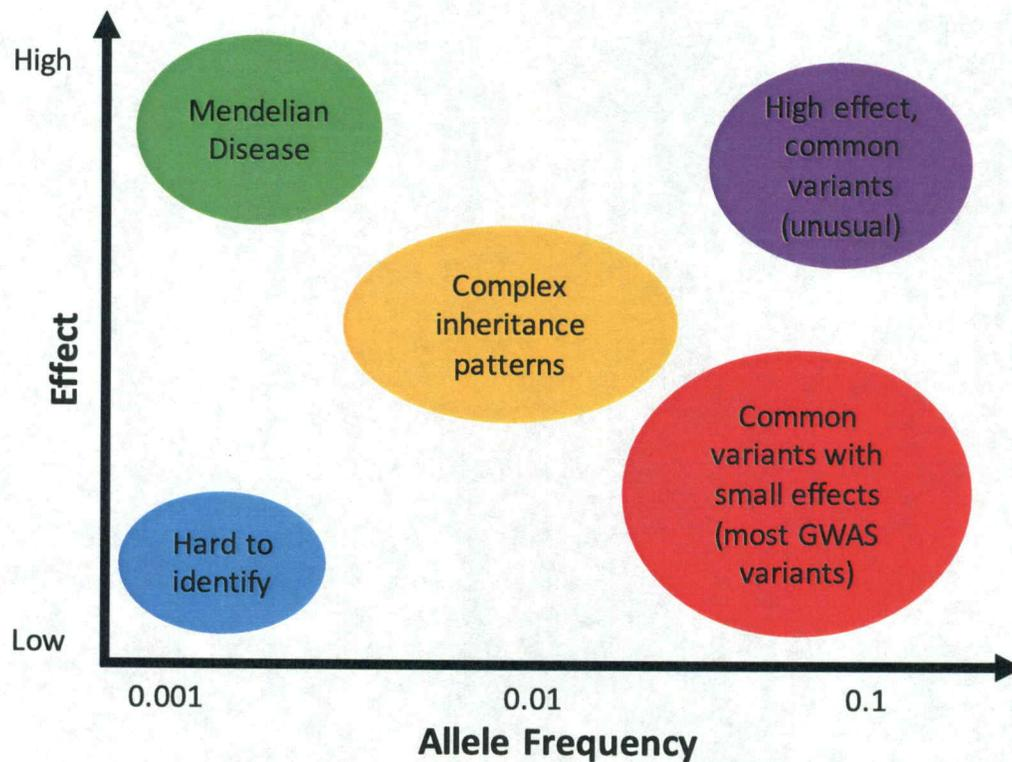 High
Mendelian
Disease
High effect,
common
variants
(unusual)
Complex
inheritance
patterns
Effect
Common
variants with
small effects
(most GWAS
variants)
Hard to
identify
Low
0.001
0.01
0.1
Allele Frequency